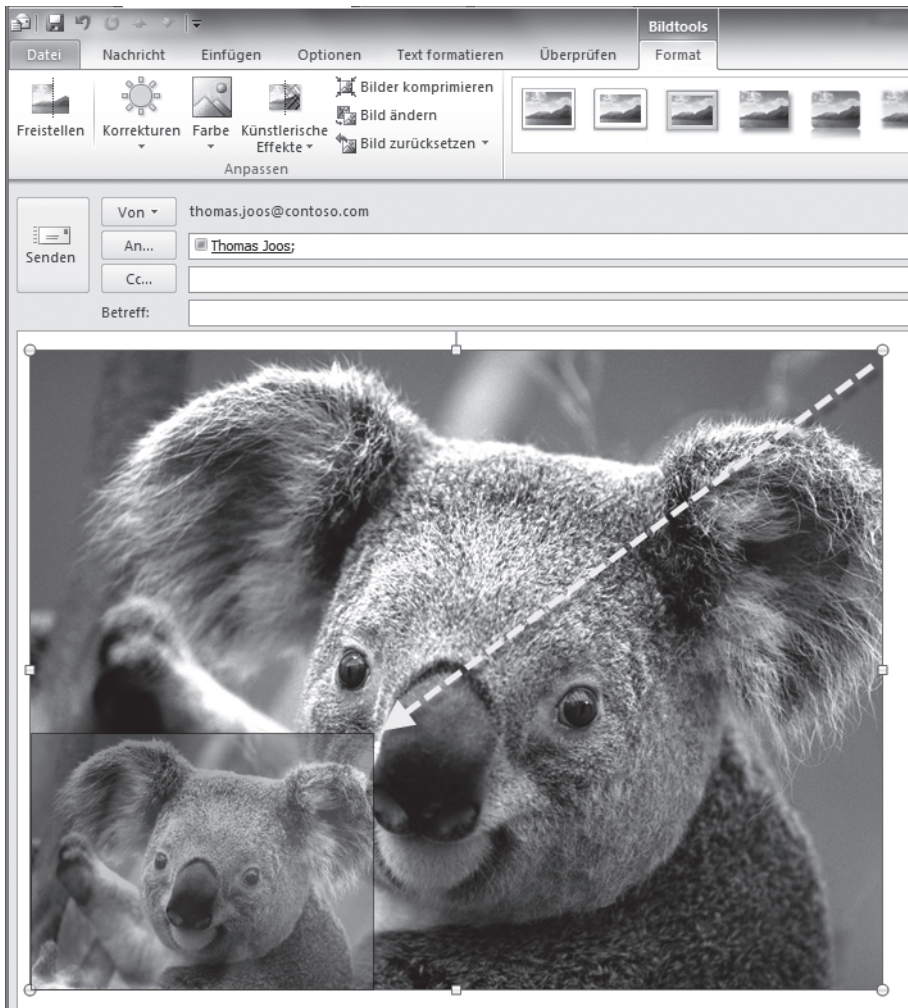 Bildtools
Datei Nachricht Einfügen Optionen Text formatieren Überprüfen Format
Freistellen
Korrekturen
Farbe
Künstlerische
Effekte
Bilder komprimieren
Bild ändern
Bild zurücksetzen
Anpassen
Senden
Von thomas.joos@contoso.com
An... Thomas Joos;
Cc...
Betreff: